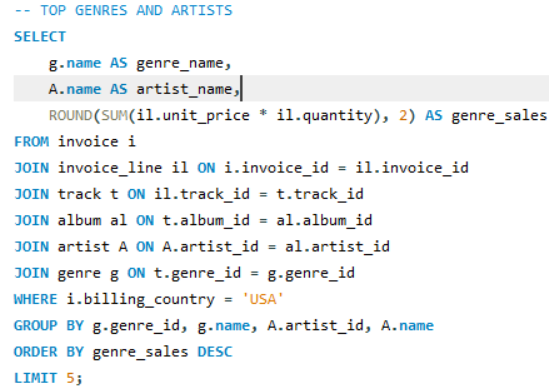 -- TOP GENRES AND ARTISTS
SELECT
    g.name AS genre_name,
    A.name AS artist_name,
    ROUND(SUM(il.unit_price * il.quantity), 2) AS genre_sales
FROM invoice i
JOIN invoice_line il ON i.invoice_id = il.invoice_id
JOIN track t ON il.track_id = t.track_id
JOIN album al ON t.album_id = al.album_id
JOIN artist A ON A.artist_id = al.artist_id
JOIN genre g ON t.genre_id = g.genre_id
WHERE i.billing_country = 'USA'
GROUP BY g.genre_id, g.name, A.artist_id, A.name
ORDER BY genre_sales DESC
LIMIT 5;